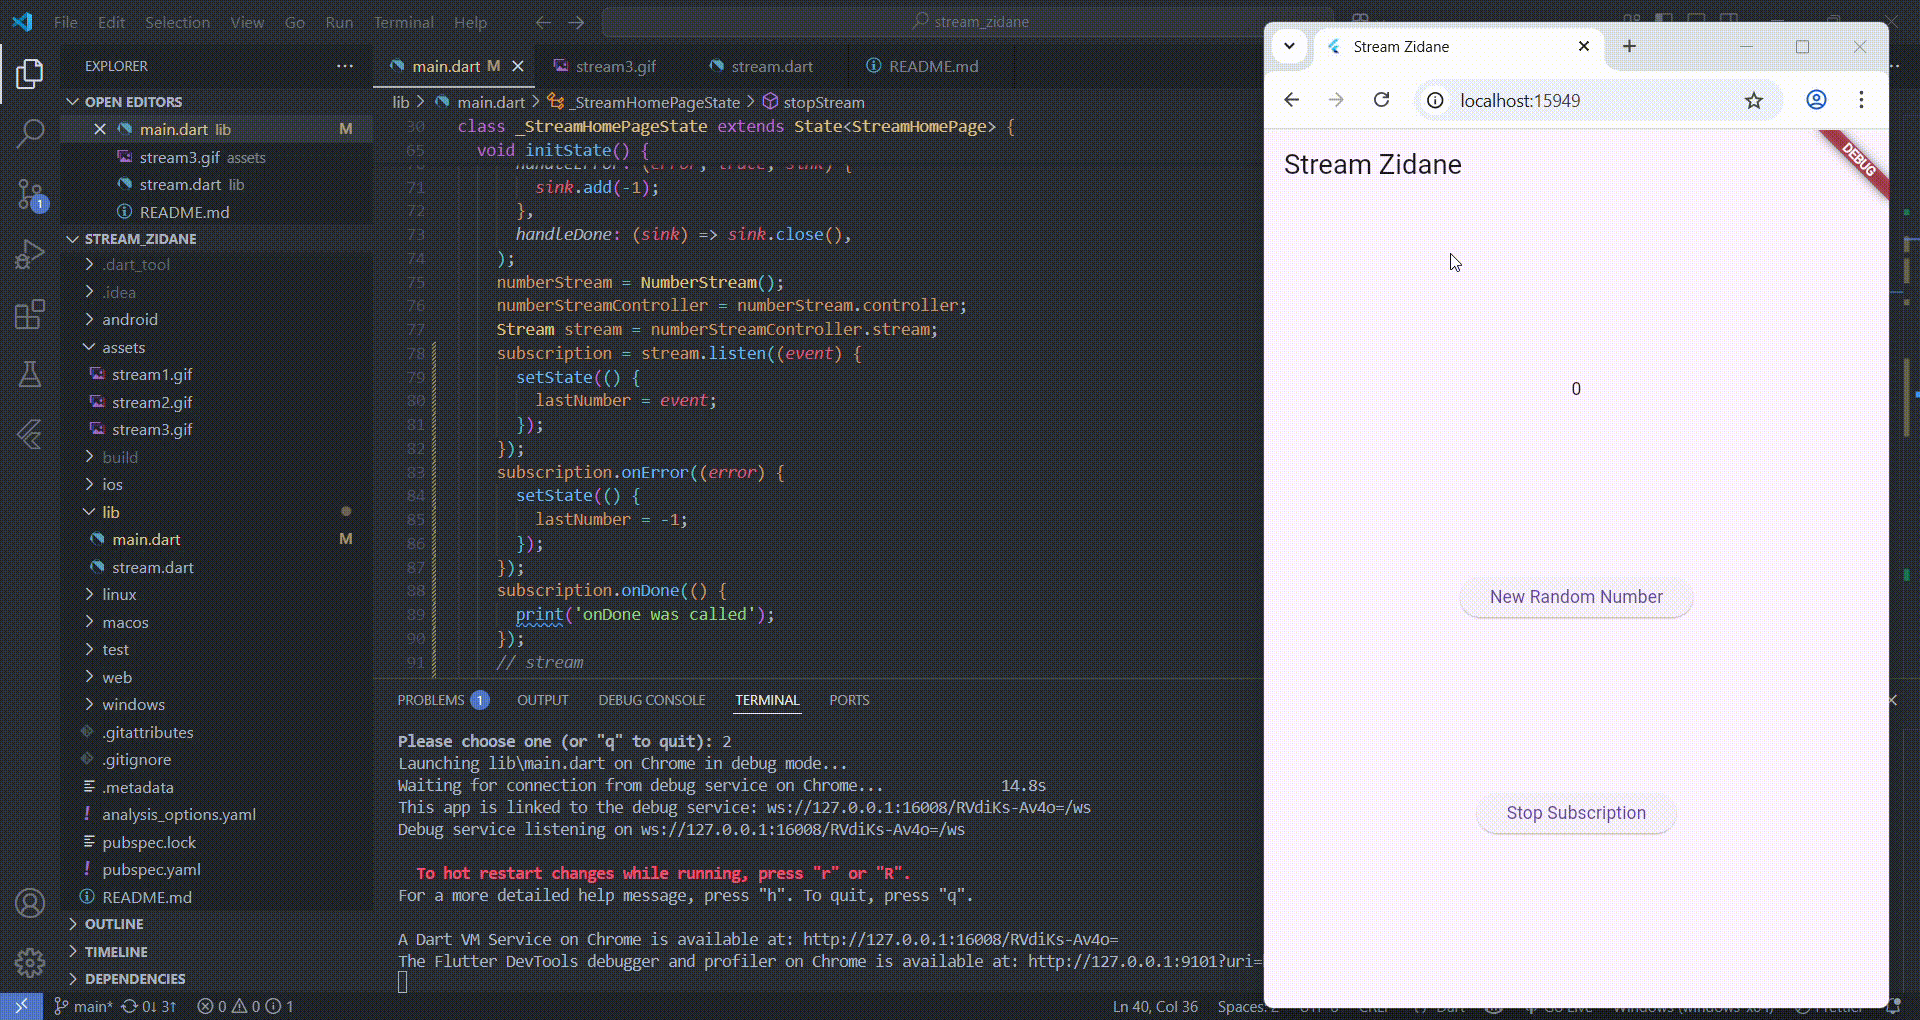 File Edit Selection View Go Run Terminal Help
stream_zidane
EXPLORER
OPEN EDITORS
main.dart lib M
stream3.gif assets
stream.dart lib
README.md
STREAM_ZIDANE
.dart_tool
.idea
android
assets
stream1.gif
stream2.gif
stream3.gif
build
ios
lib
main.dart M
stream.dart
linux
macos
test
web
windows
.gitattributes
.gitignore
.metadata
analysis_options.yaml
pubspec.lock
pubspec.yaml
README.md
OUTLINE
TIMELINE
DEPENDENCIES
main.dart M
stream3.gif
stream.dart
README.md
lib > main.dart > _StreamHomePageState > stopStream
30 class _StreamHomePageState extends State<StreamHomePage> {
65 void initState() {
handleError: (error, trace, sink) {
71 sink.add(-1);
72 },
73 handleDone: (sink) => sink.close(),
74 );
75 numberStream = NumberStream();
76 numberStreamController = numberStream.controller;
77 Stream stream = numberStreamController.stream;
78 subscription = stream.listen((event) {
79 setState(() {
80 lastNumber = event;
81 });
82 });
83 subscription.onError((error) {
84 setState(() {
85 lastNumber = -1;
86 });
87 });
88 subscription.onDone(() {
89 print('onDone was called');
90 });
91 // stream
PROBLEMS 1 OUTPUT DEBUG CONSOLE TERMINAL PORTS
Please choose one (or "q" to quit): 2
Launching lib\main.dart on Chrome in debug mode...
Waiting for connection from debug service on Chrome... 14.8s
This app is linked to the debug service: ws://127.0.0.1:16008/RVdiKs-Av4o=/ws
Debug service listening on ws://127.0.0.1:16008/RVdiKs-Av4o=/ws
To hot restart changes while running, press "r" or "R".
For a more detailed help message, press "h". To quit, press "q".
A Dart VM Service on Chrome is available at: http://127.0.0.1:16008/RVdiKs-Av4o=
The Flutter DevTools debugger and profiler on Chrome is available at: http://127.0.0.1:9101?uri=
main* 0↓ 3↑ 0 0 1
Ln 40, Col 36
Stream Zidane
localhost:15949
DEBUG
Stream Zidane
0
New Random Number
Stop Subscription
1